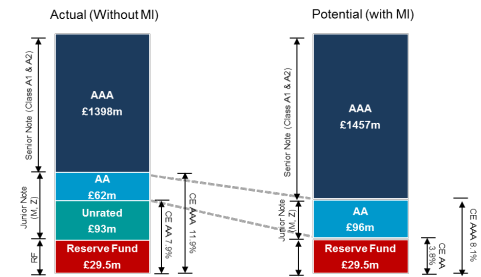 Actual (Without MI)
Potential (with MI)
Senior Note (Class A1 & A2)
AAA
£1398m
Junior Note
(M, Z)
AA
£62m
Unrated
£93m
RF
Reserve Fund
£29.5m
CE AA 7.9%
CE AAA 11.9%
Senior Note (Class A1 & A2)
AAA
£1457m
Junior Note
(M, Z)
AA
£96m
RF
Reserve Fund
£29.5m
CE AA
3.8%
CE AAA 8.1%